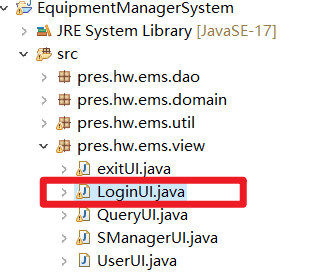 EquipmentManagerSystem
JRE System Library [JavaSE-17]
src
pres.hw.ems.dao
pres.hw.ems.domain
pres.hw.ems.util
pres.hw.ems.view
exitUI.java
LoginUI.java
QueryUI.java
SManagerUI.java
UserUI.java